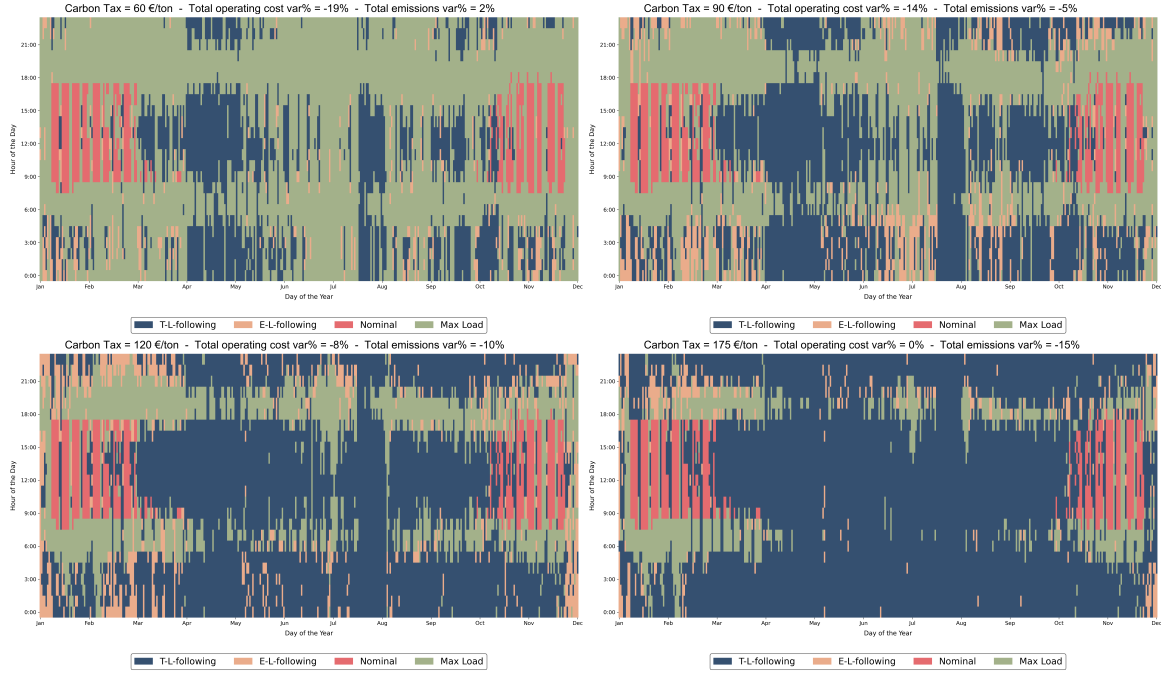 Carbon Tax = 60 €/ton - Total operating cost var% = -19% - Total emissions var% = 2%
Hour of the Day
21:00
18:00
15:00
12:00
9:00
6:00
3:00
0:00
Jan Feb Mar Apr May Jun Jul Aug Sep Oct Nov Dec
Day of the Year
T-L-following E-L-following Nominal Max Load
Carbon Tax = 90 €/ton - Total operating cost var% = -14% - Total emissions var% = -5%
Hour of the Day
21:00
18:00
15:00
12:00
9:00
6:00
3:00
0:00
Jan Feb Mar Apr May Jun Jul Aug Sep Oct Nov Dec
Day of the Year
T-L-following E-L-following Nominal Max Load
Carbon Tax = 120 €/ton - Total operating cost var% = -8% - Total emissions var% = -10%
Hour of the Day
21:00
18:00
15:00
12:00
9:00
6:00
3:00
0:00
Jan Feb Mar Apr May Jun Jul Aug Sep Oct Nov Dec
Day of the Year
T-L-following E-L-following Nominal Max Load
Carbon Tax = 175 €/ton - Total operating cost var% = 0% - Total emissions var% = -15%
Hour of the Day
21:00
18:00
15:00
12:00
9:00
6:00
3:00
0:00
Jan Feb Mar Apr May Jun Jul Aug Sep Oct Nov Dec
Day of the Year
T-L-following E-L-following Nominal Max Load